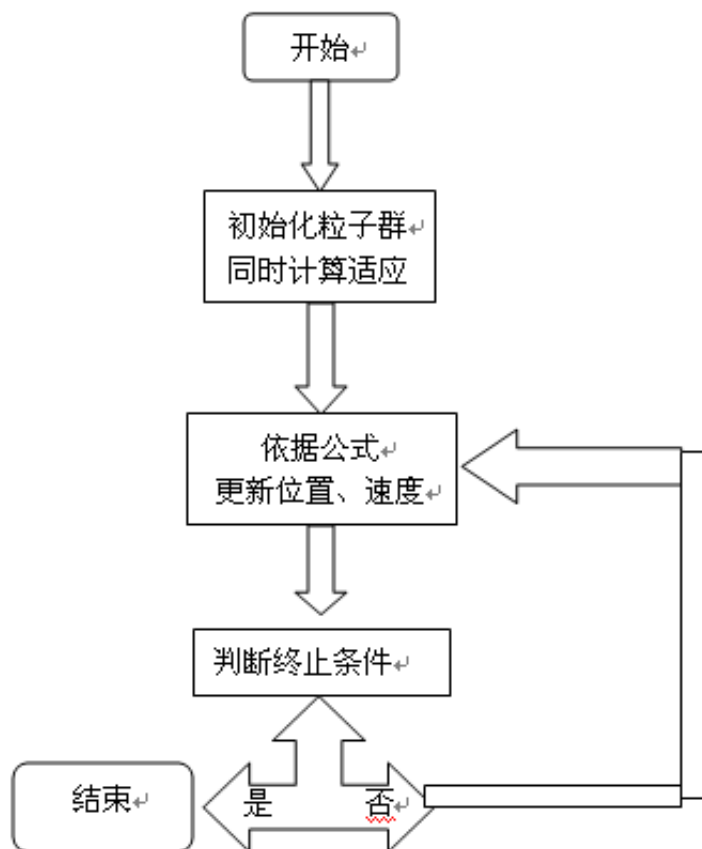 开始
初始化粒子群
同时计算适应
依据公式
更新位置、速度
判断终止条件
结束
是
否